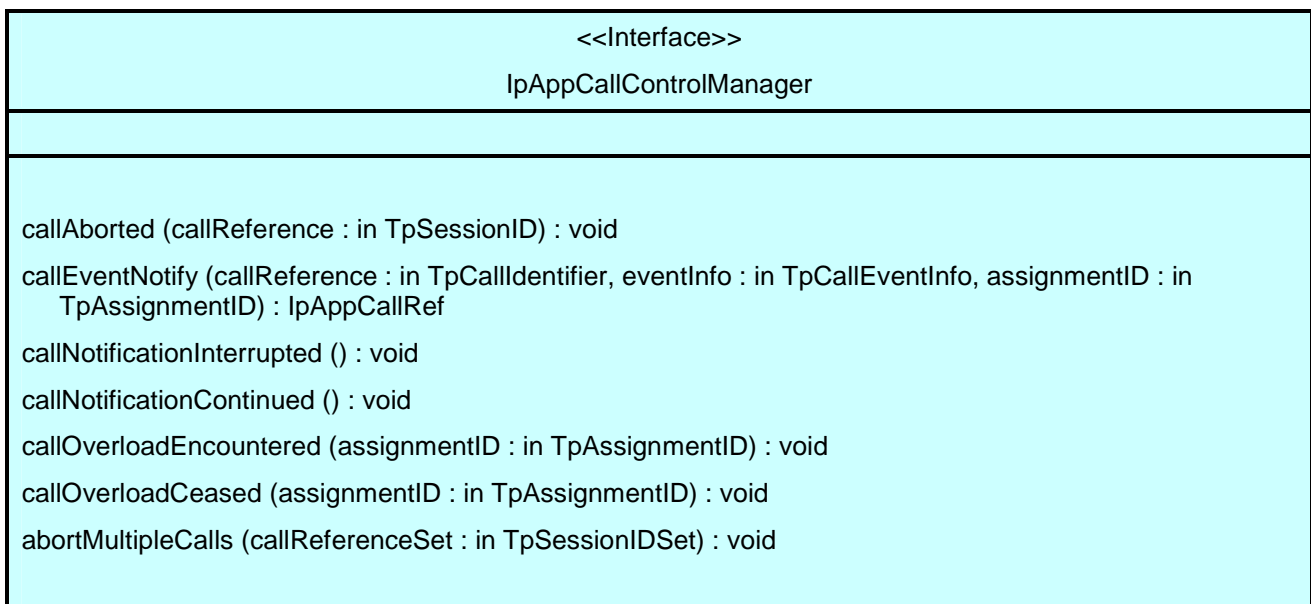 <<Interface>>
IpAppCallControlManager
callAborted (callReference : in TpSessionID) : void
callEventNotify (callReference : in TpCallIdentifier, eventInfo : in TpCallEventInfo, assignmentID : in
TpAssignmentID) : IpAppCallRef
callNotificationInterrupted () : void
callNotificationContinued () : void
callOverloadEncountered (assignmentID : in TpAssignmentID) : void
callOverloadCeased (assignmentID : in TpAssignmentID) : void
abortMultipleCalls (callReferenceSet : in TpSessionIDSet) : void